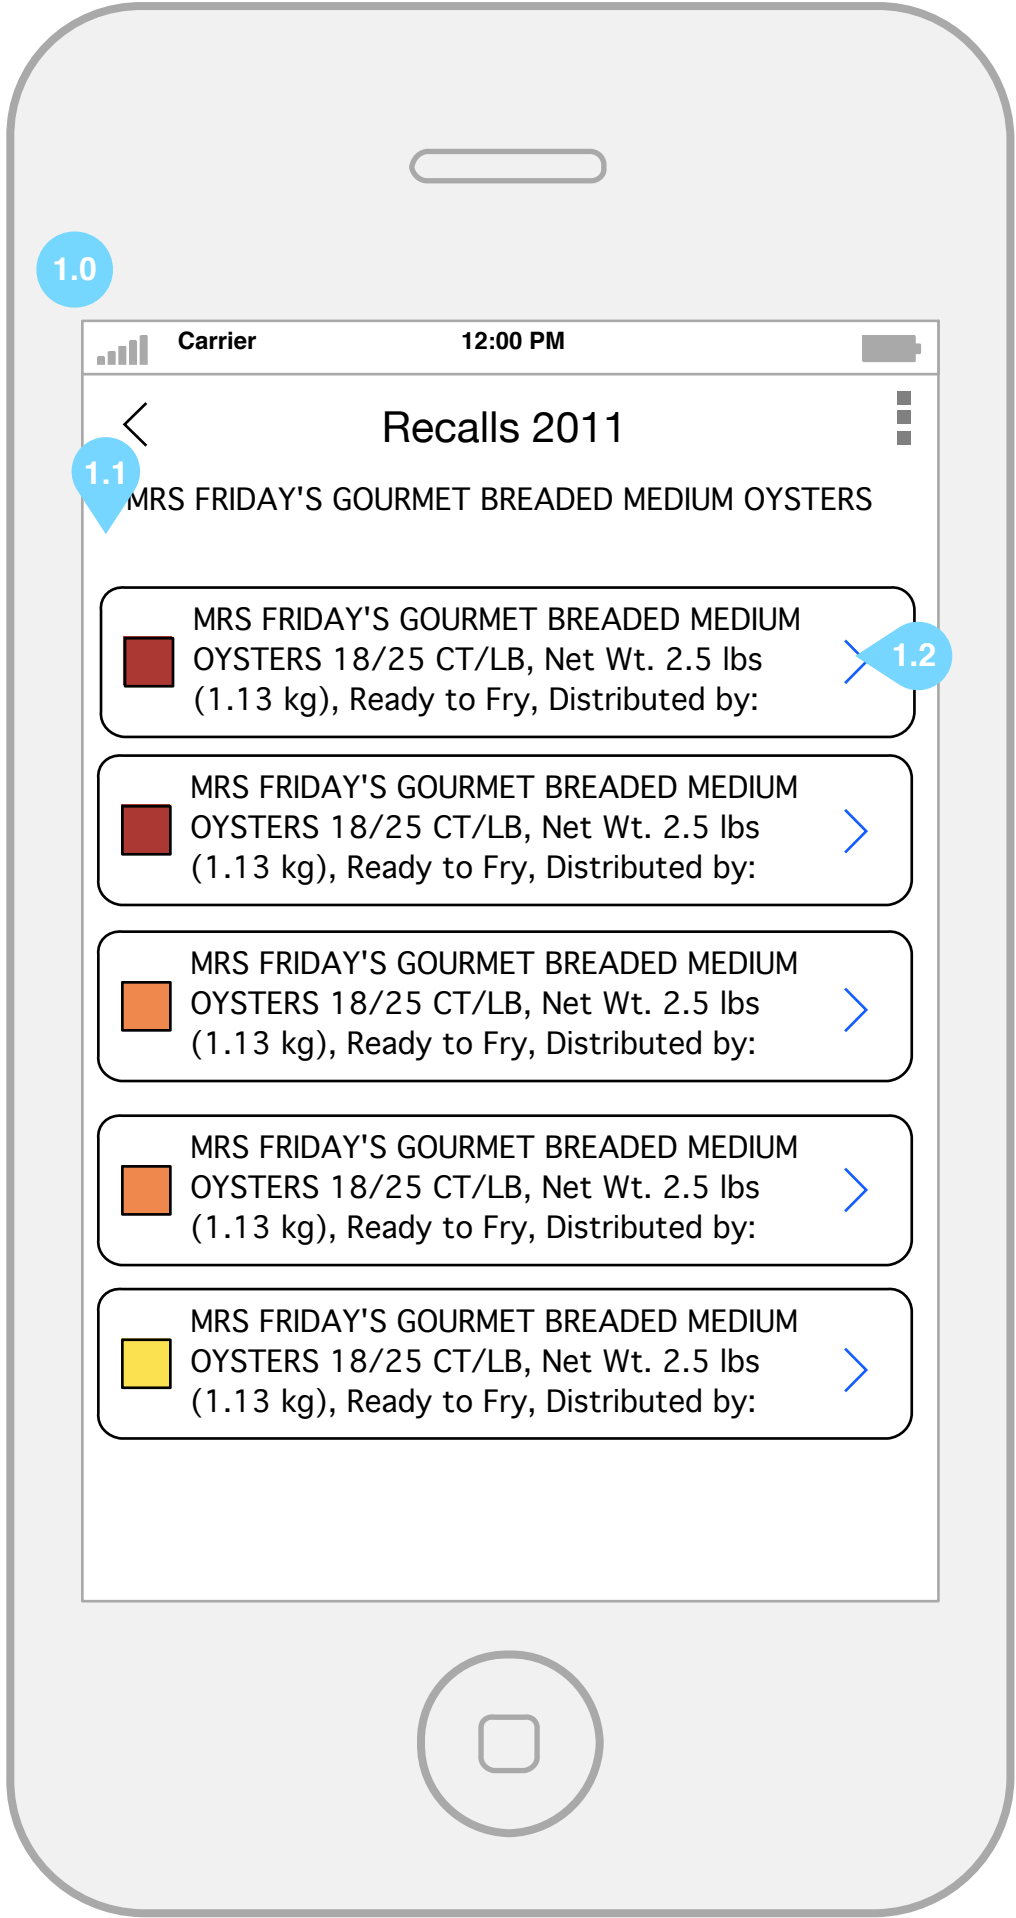 1.0
Carrier 12:00 PM
Recalls 2011
1.1
MRS FRIDAY'S GOURMET BREADED MEDIUM OYSTERS
MRS FRIDAY'S GOURMET BREADED MEDIUM
OYSTERS 18/25 CT/LB, Net Wt. 2.5 lbs
(1.13 kg), Ready to Fry, Distributed by:
1.2
MRS FRIDAY'S GOURMET BREADED MEDIUM
OYSTERS 18/25 CT/LB, Net Wt. 2.5 lbs
(1.13 kg), Ready to Fry, Distributed by:
MRS FRIDAY'S GOURMET BREADED MEDIUM
OYSTERS 18/25 CT/LB, Net Wt. 2.5 lbs
(1.13 kg), Ready to Fry, Distributed by:
MRS FRIDAY'S GOURMET BREADED MEDIUM
OYSTERS 18/25 CT/LB, Net Wt. 2.5 lbs
(1.13 kg), Ready to Fry, Distributed by:
MRS FRIDAY'S GOURMET BREADED MEDIUM
OYSTERS 18/25 CT/LB, Net Wt. 2.5 lbs
(1.13 kg), Ready to Fry, Distributed by: